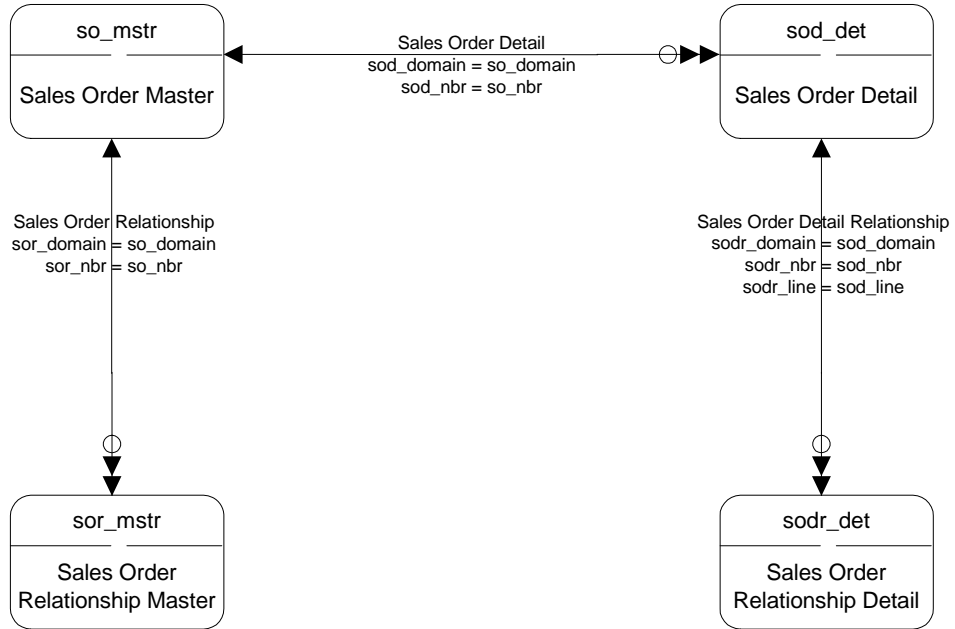 so_mstr
Sales Order Master
Sales Order Detail
sod_domain = so_domain
sod_nbr = so_nbr
sod_det
Sales Order Detail
Sales Order Relationship
sor_domain = so_domain
sor_nbr = so_nbr
Sales Order Detail Relationship
sodr_domain = sod_domain
sodr_nbr = sod_nbr
sodr_line = sod_line
sor_mstr
Sales Order
Relationship Master
sodr_det
Sales Order
Relationship Detail